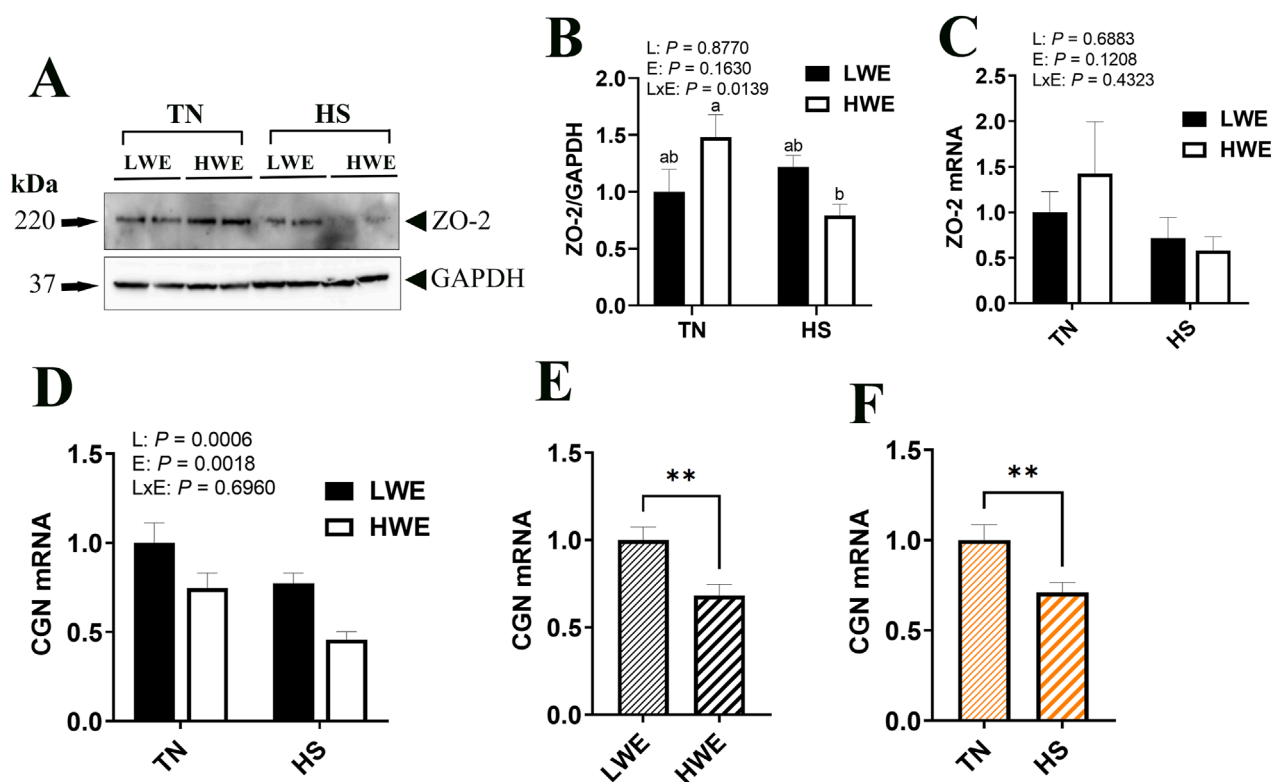 A
TN HS
LWE HWE LWE HWE
kDa
220 ZO-2
37 GAPDH
B
L: P = 0.8770
E: P = 0.1630
LxE: P = 0.0139
LWE
HWE
ZO-2/GAPDH
2.0
1.5
1.0
0.5
0.0
ab a ab b
TN HS
C
L: P = 0.6883
E: P = 0.1208
LxE: P = 0.4323
LWE
HWE
ZO-2 mRNA
2.5
2.0
1.5
1.0
0.5
0.0
TN HS
D
L: P = 0.0006
E: P = 0.0018
LxE: P = 0.6960
LWE
HWE
CGN mRNA
1.5
1.0
0.5
0.0
TN HS
E
**
CGN mRNA
1.5
1.0
0.5
0.0
LWE HWE
F
**
CGN mRNA
1.5
1.0
0.5
0.0
TN HS